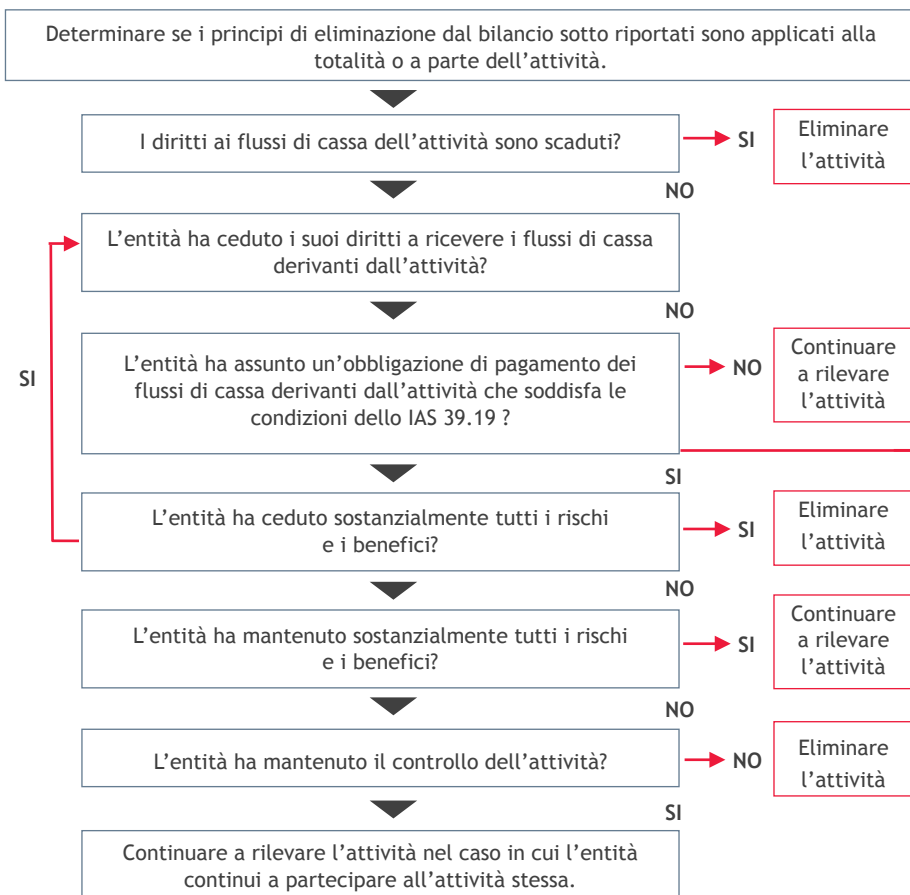 Determinare se i principi di eliminazione dal bilancio sotto riportati sono applicati alla
totalità o a parte dell’attività.
I diritti ai flussi di cassa dell’attività sono scaduti?
SI
Eliminare
l’attività
NO
L’entità ha ceduto i suoi diritti a ricevere i flussi di cassa
derivanti dall’attività?
NO
SI
L’entità ha assunto un’obbligazione di pagamento dei
flussi di cassa derivanti dall’attività che soddisfa le
condizioni dello IAS 39.19 ?
NO
Continuare
a rilevare
l’attività
SI
L’entità ha ceduto sostanzialmente tutti i rischi
e i benefici?
SI
Eliminare
l’attività
NO
L’entità ha mantenuto sostanzialmente tutti i rischi
e i benefici?
SI
Continuare
a rilevare
l’attività
NO
L’entità ha mantenuto il controllo dell’attività?
NO
Eliminare
l’attività
SI
Continuare a rilevare l’attività nel caso in cui l’entità
continui a partecipare all’attività stessa.